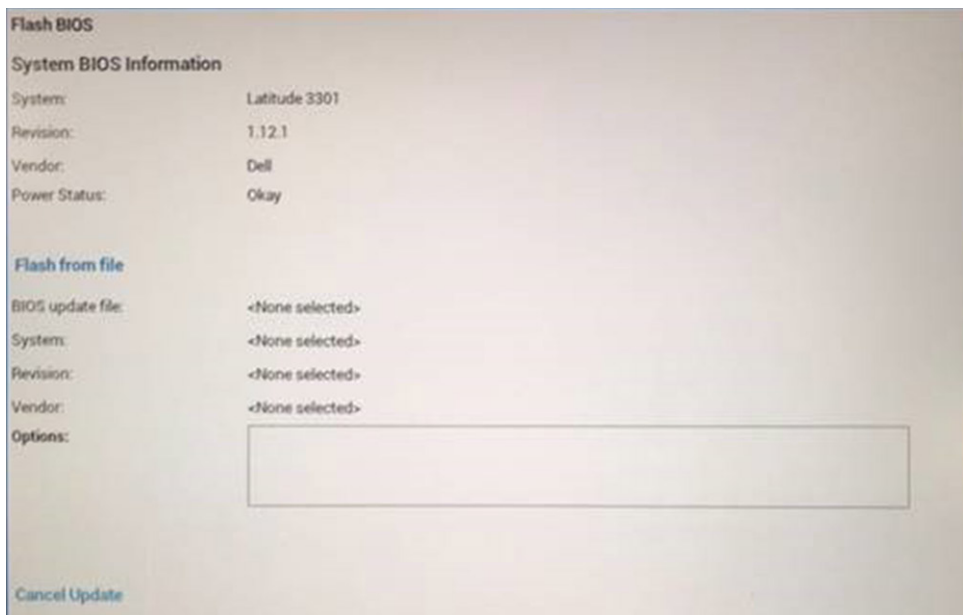 Flash BIOS
System BIOS Information
System: Latitude 3301
Revision: 1.12.1
Vendor: Dell
Power Status: Okay
Flash from file
BIOS update file: <None selected>
System: <None selected>
Revision: <None selected>
Vendor: <None selected>
Options:
Cancel Update